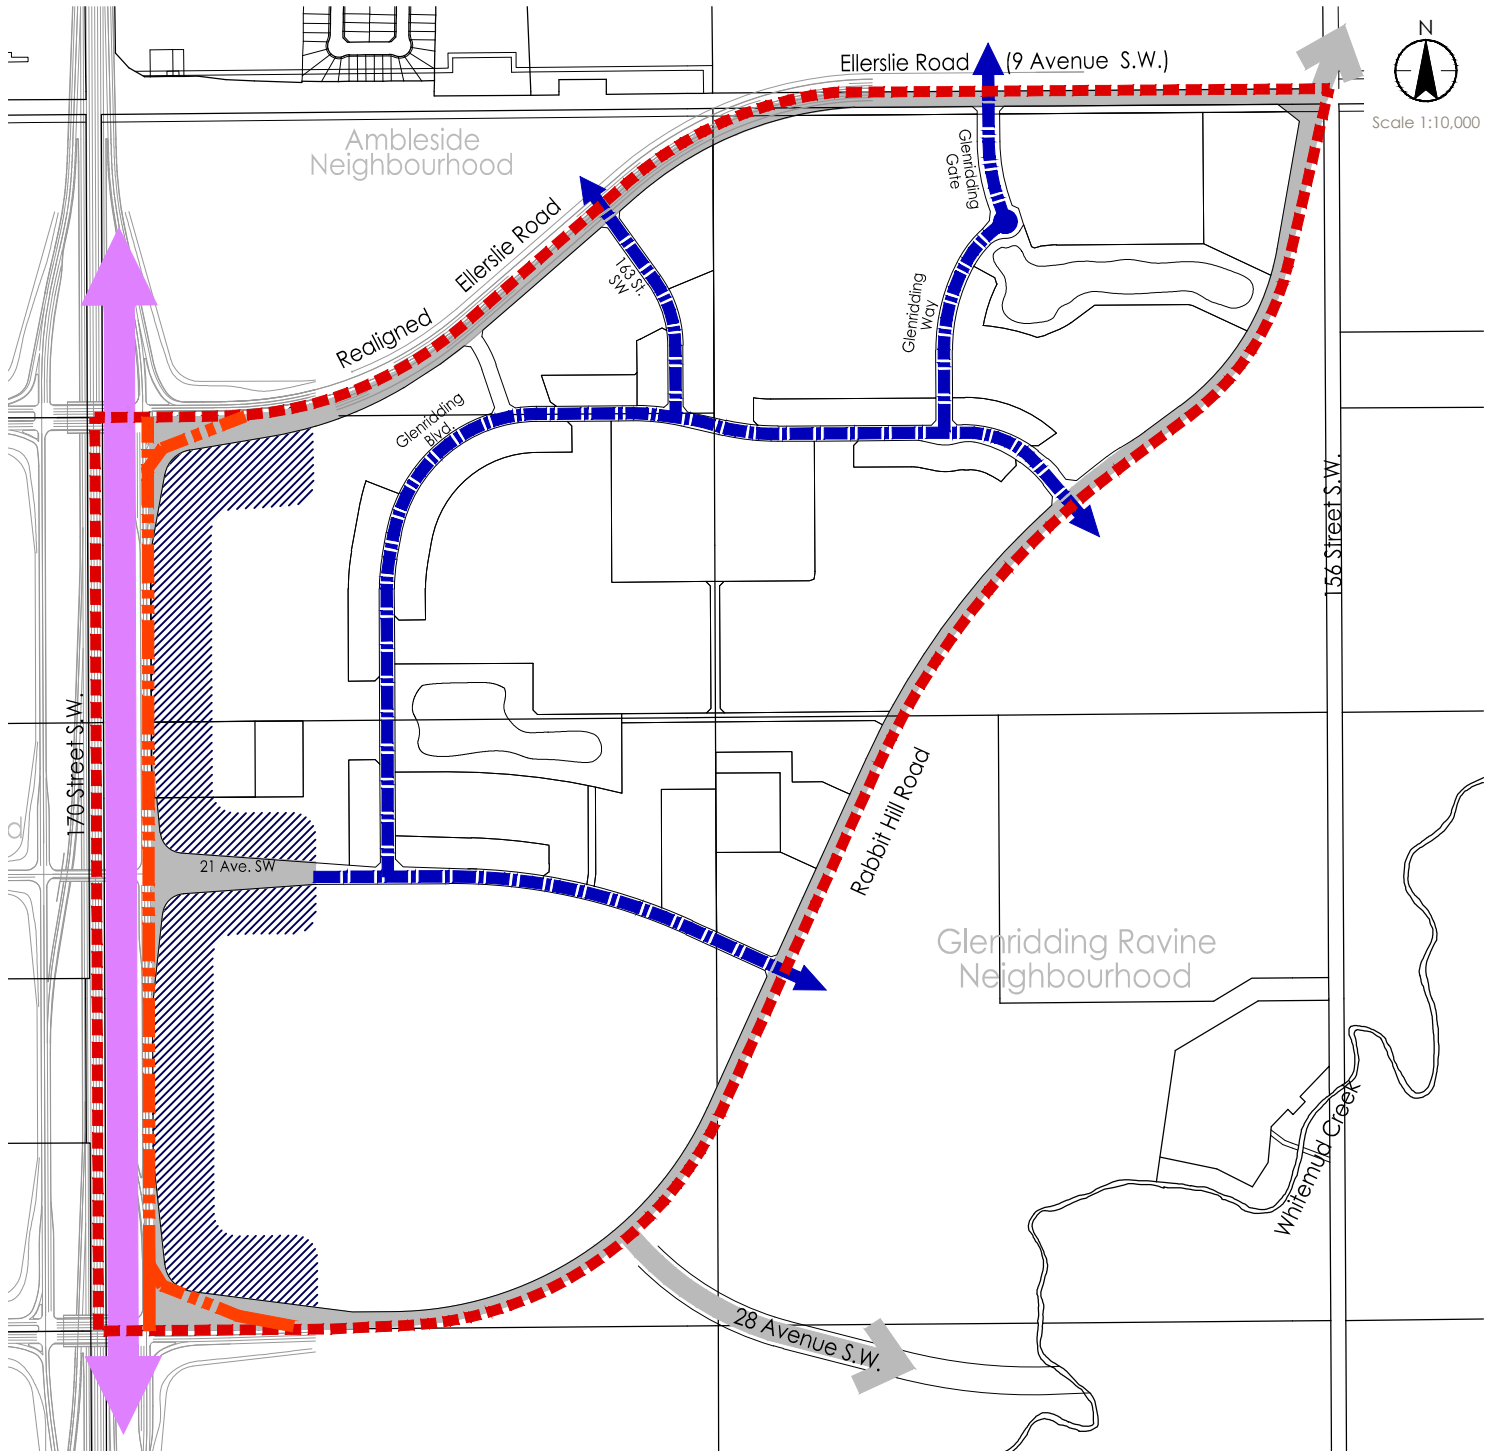 N
Ellerslie Road
(9 Avenue S.W.)
Scale 1:10,000
Ambleside
Neighbourhood
Glenridding
Gate
Ellerslie Road
163 St.
SW
Realigned
Glenridding
Way
Glenridding
Blvd.
156 Street S.W.
170 Street S.W.
d
21 Ave. SW
Rabbit Hill Road
Glenridding Ravine
Neighbourhood
Whitemud Creek
28 Avenue S.W.